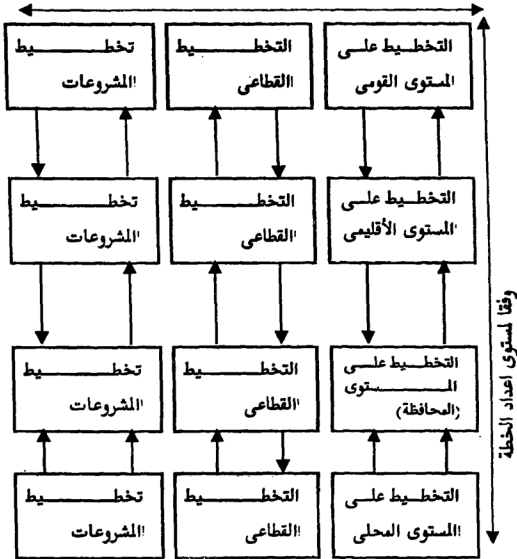 التخطيط على
المستوى القومى
التخطيط
القطاعى
تخطيط
المشروعات
التخطيط على
المستوى الأقليمى
التخطيط
القطاعى
تخطيط
المشروعات
التخطيط على
المستوى
(المحافظة)
التخطيط
القطاعى
تخطيط
المشروعات
التخطيط على
المستوى المحلى
التخطيط
القطاعى
تخطيط
المشروعات
وفقا لمستوى اعداد الخطة